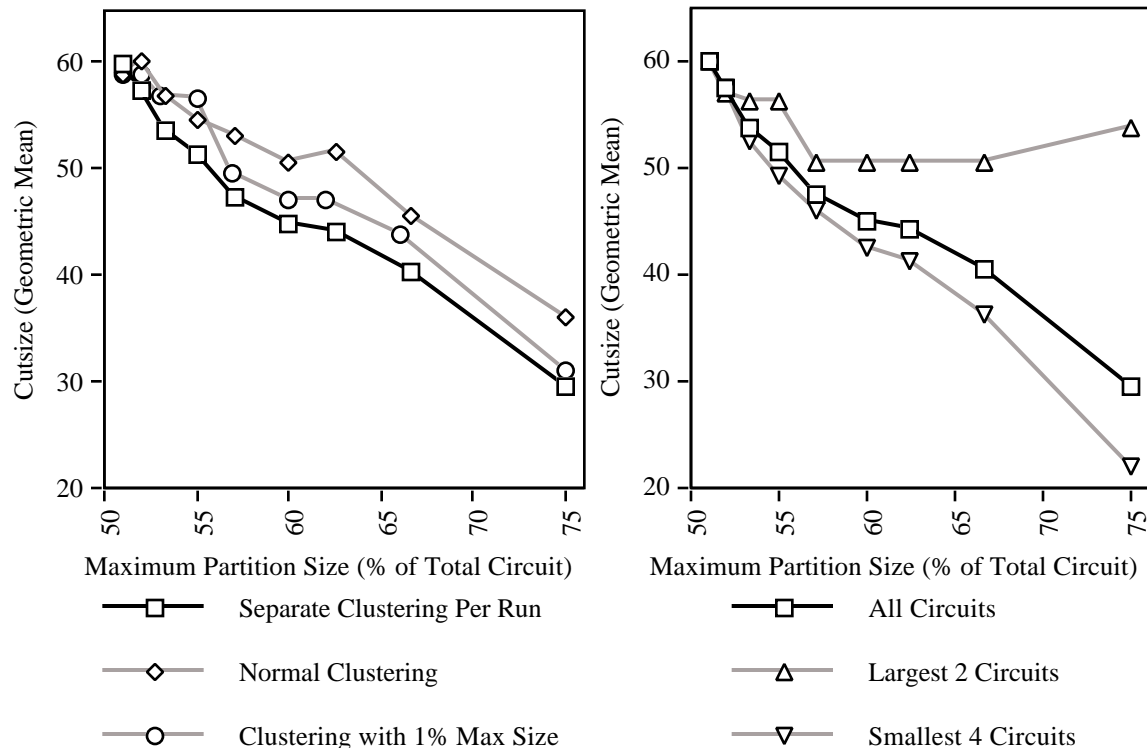 Cutsize (Geometric Mean)
60
50
40
30
20
50
55
60
65
70
75
Maximum Partition Size (% of Total Circuit)
Separate Clustering Per Run
Normal Clustering
Clustering with 1% Max Size
Cutsize (Geometric Mean)
60
50
40
30
20
50
55
60
65
70
75
Maximum Partition Size (% of Total Circuit)
All Circuits
Largest 2 Circuits
Smallest 4 Circuits